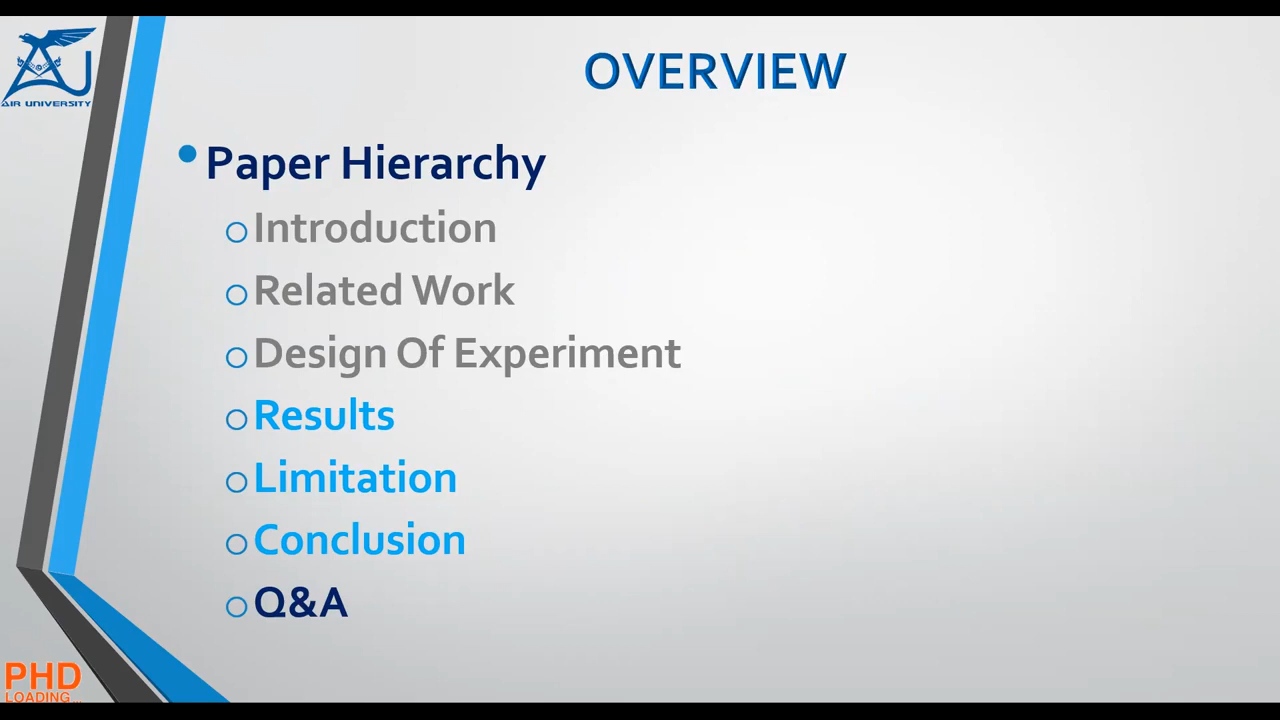 AIR UNIVERSITY
OVERVIEW
Paper Hierarchy
Introduction
Related Work
Design Of Experiment
Results
Limitation
Conclusion
Q&A
PHD
LOADING...